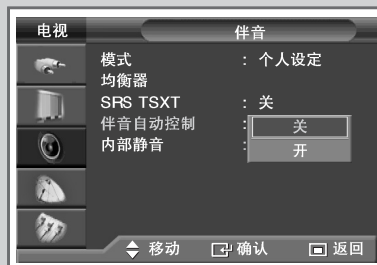 电视 伴音
模式 : 个人设定
均衡器
SRS TSXT : 关
伴音自动控制 : 关
内部静音 : 开
移动 确认 返回